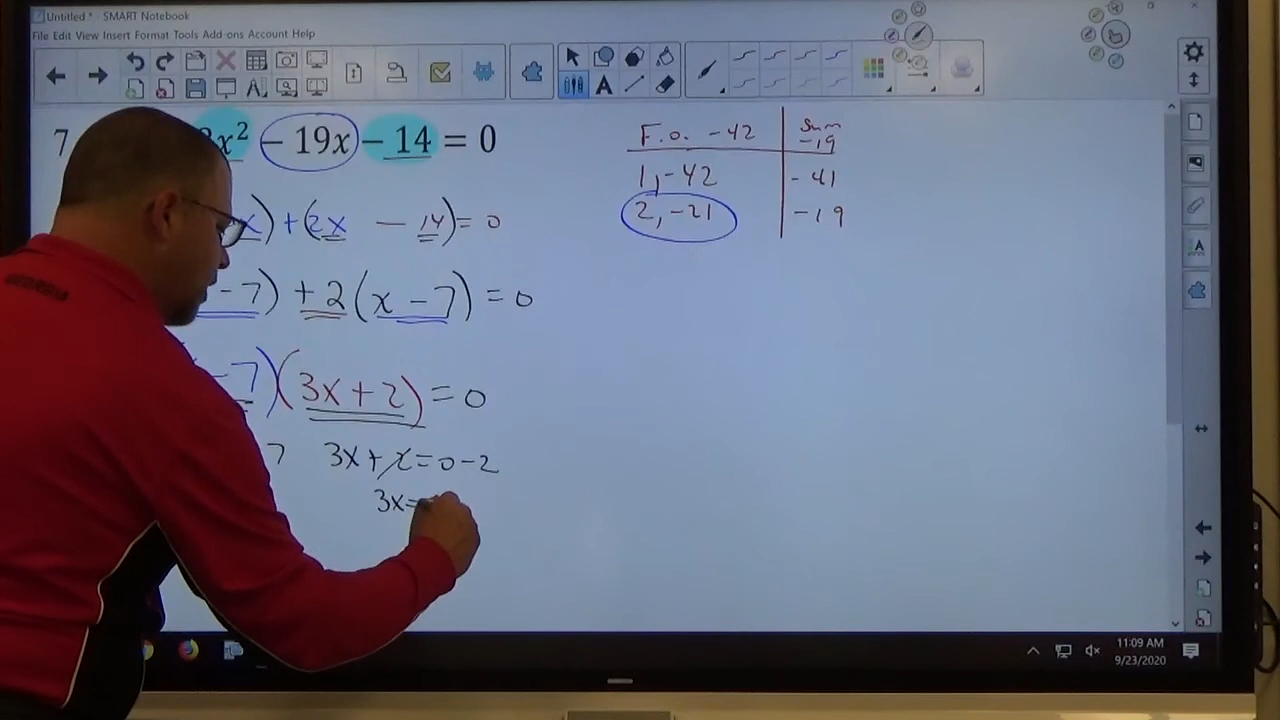 Untitled * - SMART Notebook
File Edit View Insert Format Tools Add-ons Account Help
7 3x² − 19x − 14 = 0
x) + (2x − 14) = 0
− 7) + 2 (x − 7) = 0
− 7)(3x + 2) = 0
7 3x + 2 = 0 − 2
3x =
F.o. −42 Sum −19
1, −42 −41
2, −21 −19
11:09 AM
9/23/2020